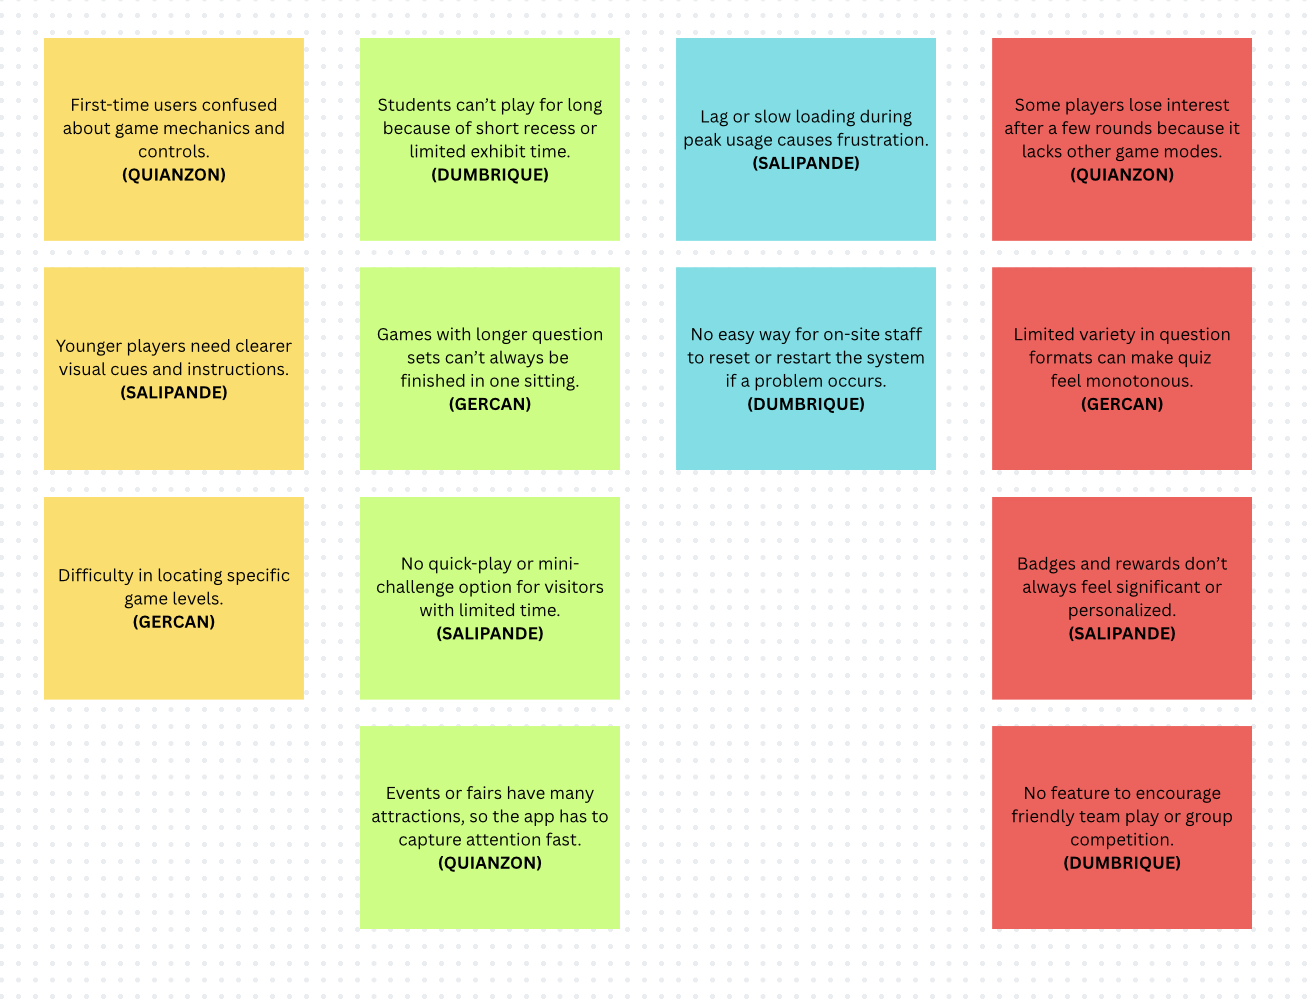 First-time users confused
about game mechanics and
controls.
(QUIANZON)
Students can’t play for long
because of short recess or
limited exhibit time.
(DUMBRIQUE)
Lag or slow loading during
peak usage causes frustration.
(SALIPANDE)
Some players lose interest
after a few rounds because it
lacks other game modes.
(QUIANZON)
Younger players need clearer
visual cues and instructions.
(SALIPANDE)
Games with longer question
sets can’t always be
finished in one sitting.
(GERCAN)
No easy way for on-site staff
to reset or restart the system
if a problem occurs.
(DUMBRIQUE)
Limited variety in question
formats can make quiz
feel monotonous.
(GERCAN)
Difficulty in locating specific
game levels.
(GERCAN)
No quick-play or mini-
challenge option for visitors
with limited time.
(SALIPANDE)
Badges and rewards don’t
always feel significant or
personalized.
(SALIPANDE)
Events or fairs have many
attractions, so the app has to
capture attention fast.
(QUIANZON)
No feature to encourage
friendly team play or group
competition.
(DUMBRIQUE)